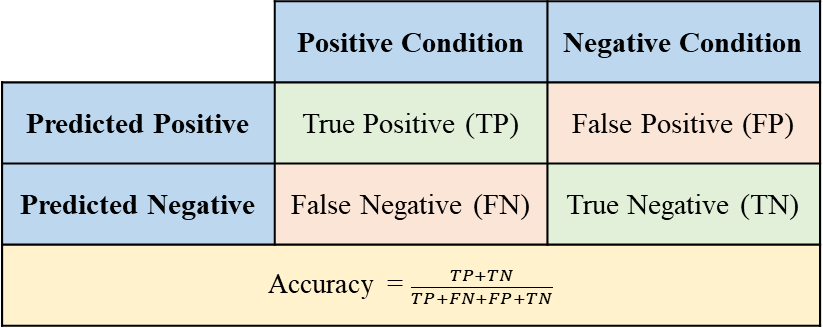 Positive Condition Negative Condition
Predicted Positive True Positive (TP) False Positive (FP)
Predicted Negative False Negative (FN) True Negative (TN)
Accuracy = TP+TN
TP+FN+FP+TN